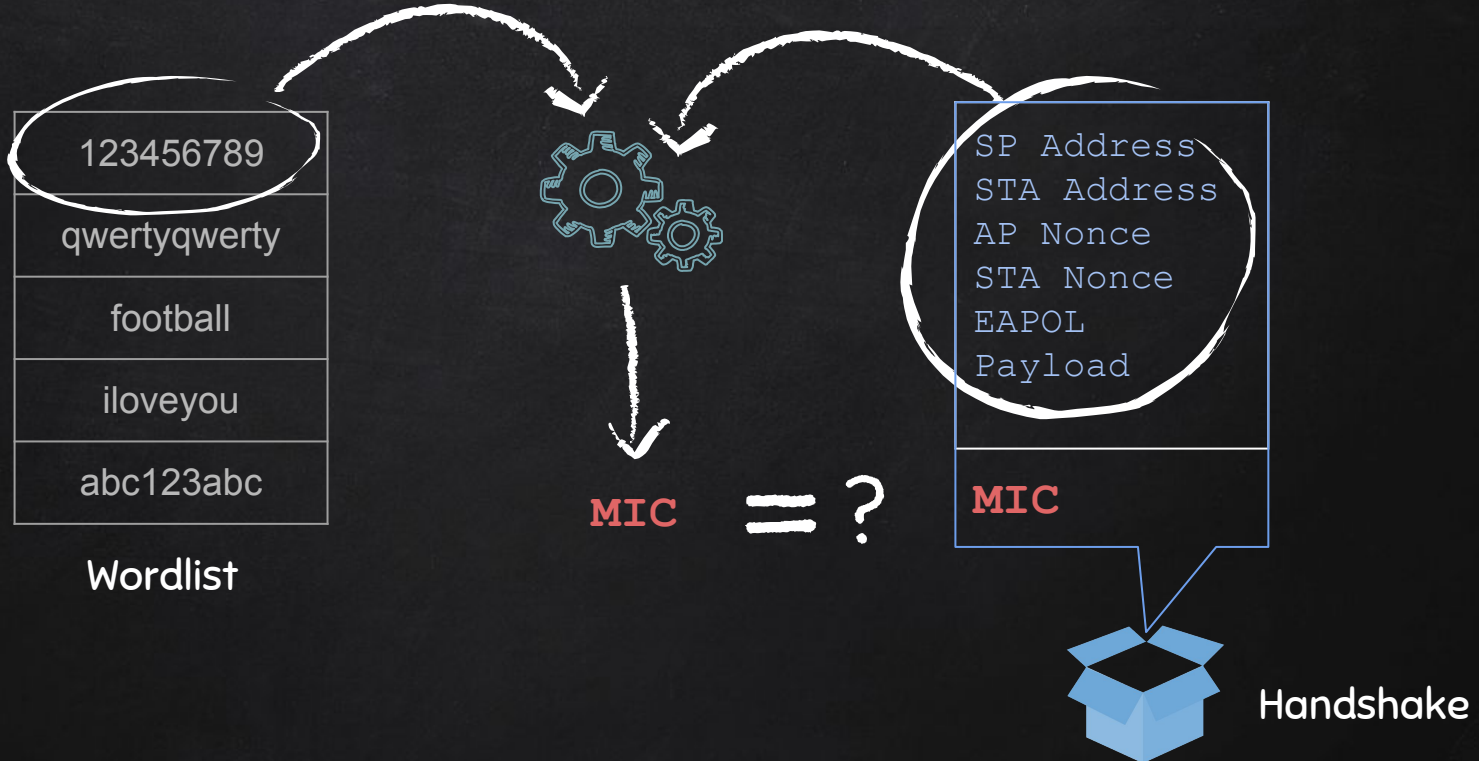 123456789
qwertyqwerty
football
iloveyou
abc123abc
Wordlist
MIC = ?
SP Address
STA Address
AP Nonce
STA Nonce
EAPOL
Payload
MIC
Handshake